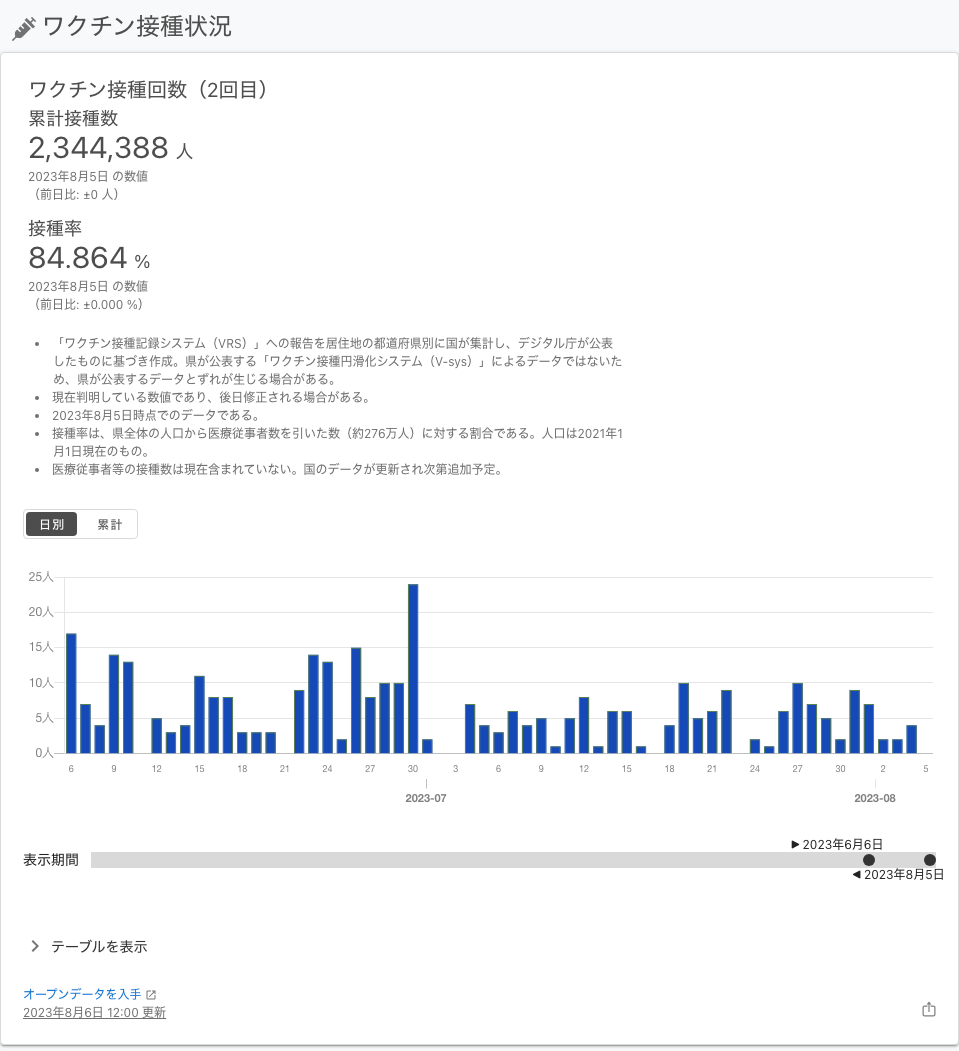 ワクチン接種状況
ワクチン接種回数（2回目）
累計接種数
2,344,388 人
2023年8月5日 の数値
（前日比: ±0 人）
接種率
84.864 %
2023年8月5日 の数値
（前日比: ±0.000 %）
• 「ワクチン接種記録システム（VRS）」への報告を居住地の都道府県別に国が集計し、デジタル庁が公表
したものに基づき作成。県が公表する「ワクチン接種円滑化システム（V-sys）」によるデータではないた
め、県が公表するデータとずれが生じる場合がある。
• 現在判明している数値であり、後日修正される場合がある。
• 2023年8月5日時点でのデータである。
• 接種率は、県全体の人口から医療従事者数を引いた数（約276万人）に対する割合である。人口は2021年1
月1日現在のもの。
• 医療従事者等の接種数は現在含まれていない。国のデータが更新され次第追加予定。
日別 累計
25人
20人
15人
10人
5人
0人
6 9 12 15 18 21 24 27 30 3 6 9 12 15 18 21 24 27 30 2 5
2023-07 2023-08
2023年6月6日
表示期間
2023年8月5日
テーブルを表示
オープンデータを入手
2023年8月6日 12:00 更新